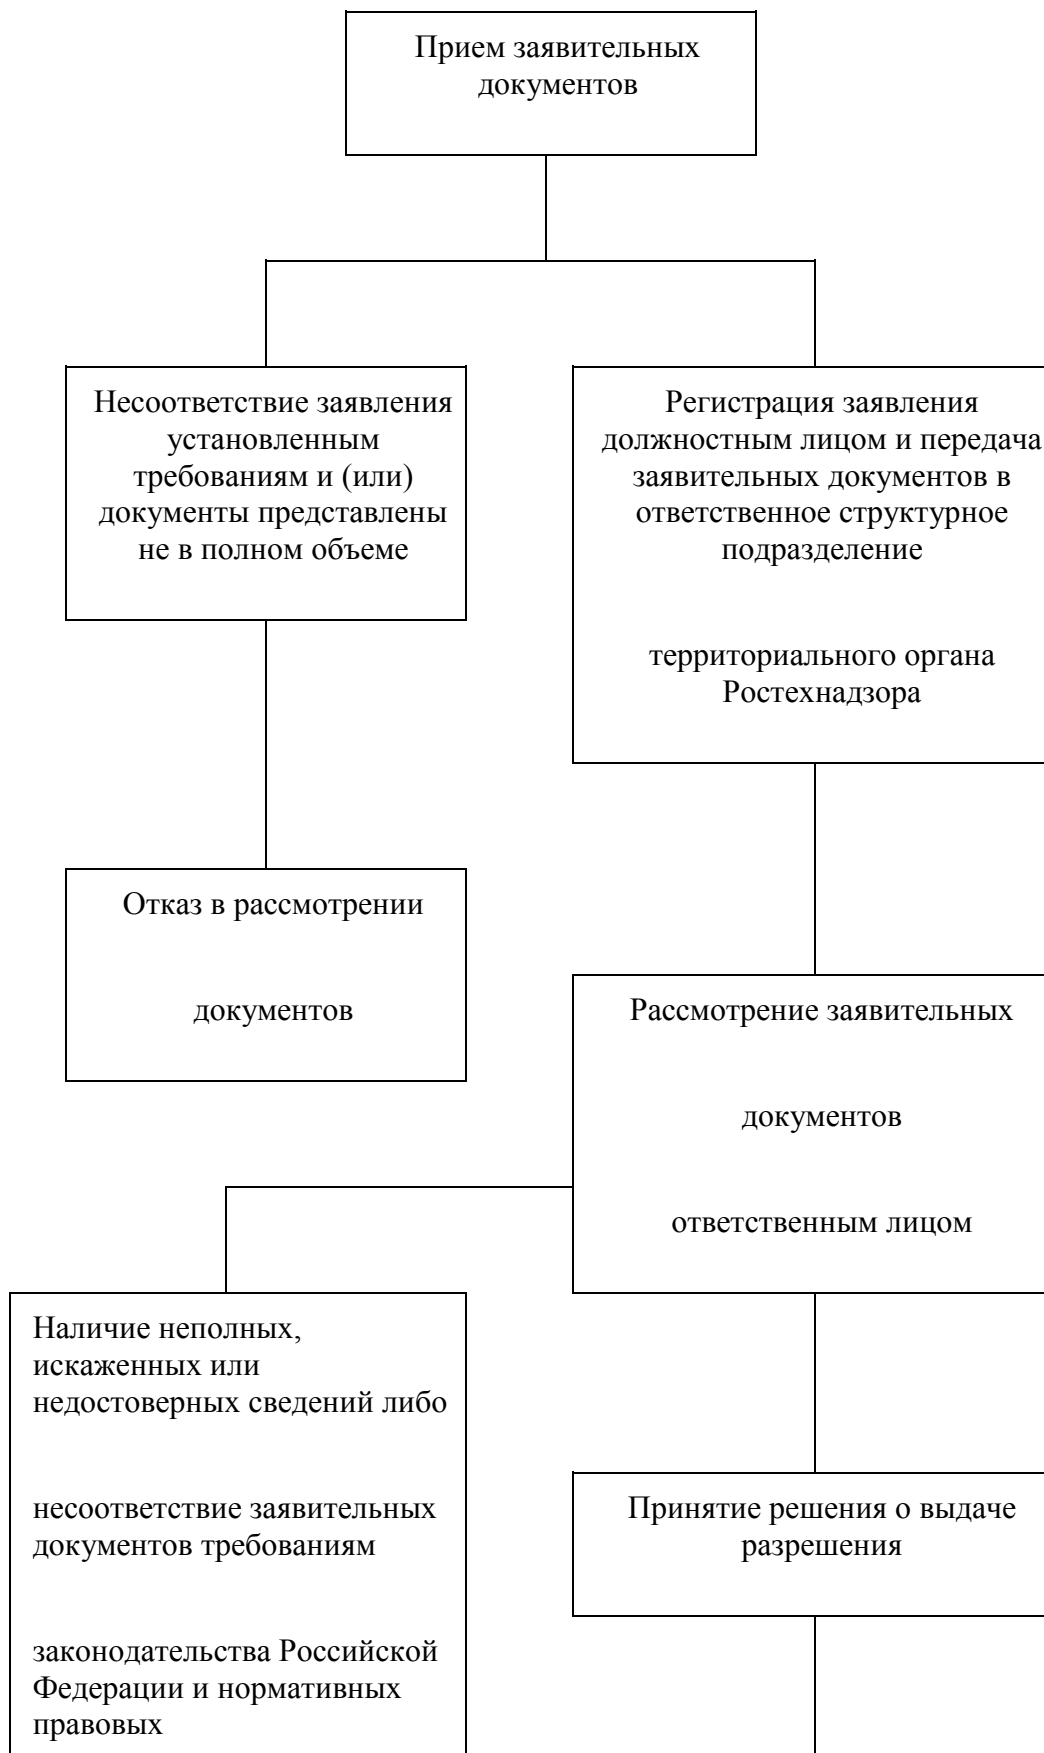 Прием заявительных
документов
Несоответствие заявления
установленным
требованиям и (или)
документы представлены
не в полном объеме
Регистрация заявления
должностным лицом и передача
заявительных документов в
ответственное структурное
подразделение
территориального органа
Ростехнадзора
Отказ в рассмотрении
документов
Рассмотрение заявительных
документов
ответственным лицом
Наличие неполных,
искаженных или
недостоверных сведений либо
несоответствие заявительных
документов требованиям
законодательства Российской
Федерации и нормативных
правовых
Принятие решения о выдаче
разрешения